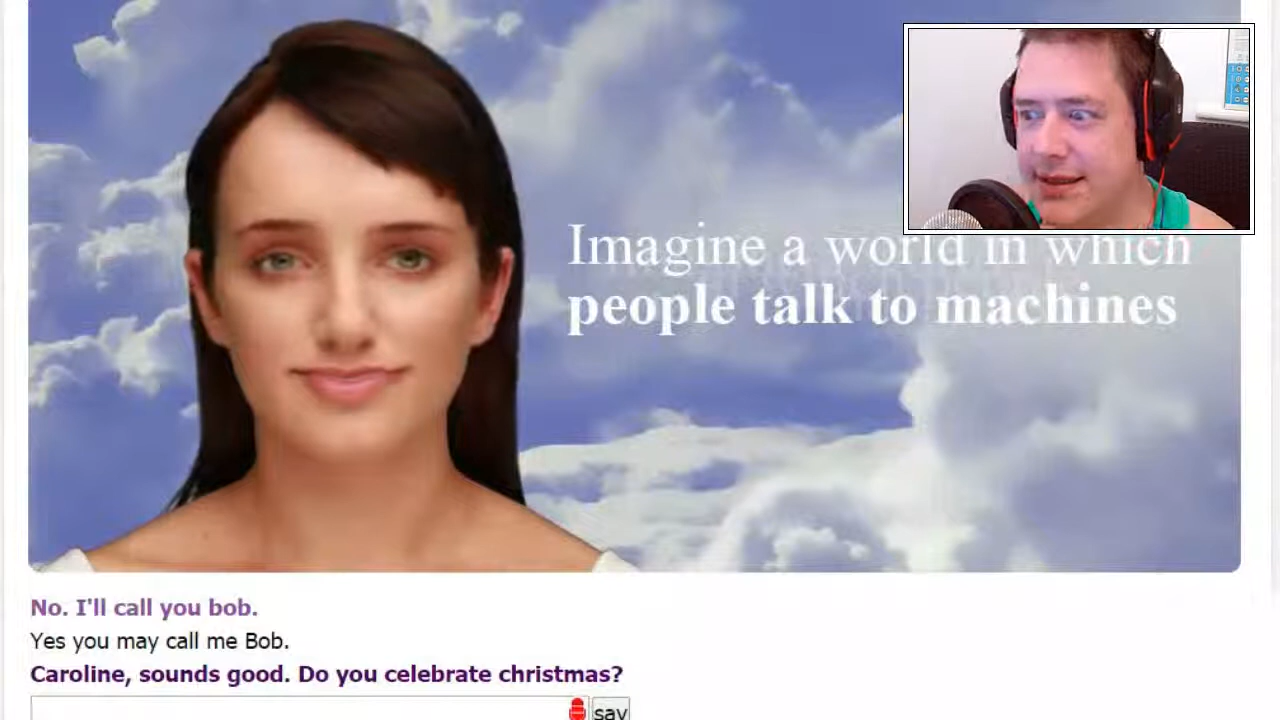 Imagine a world in which
people talk to machines
No. I'll call you bob.
Yes you may call me Bob.
Caroline, sounds good. Do you celebrate christmas?
say